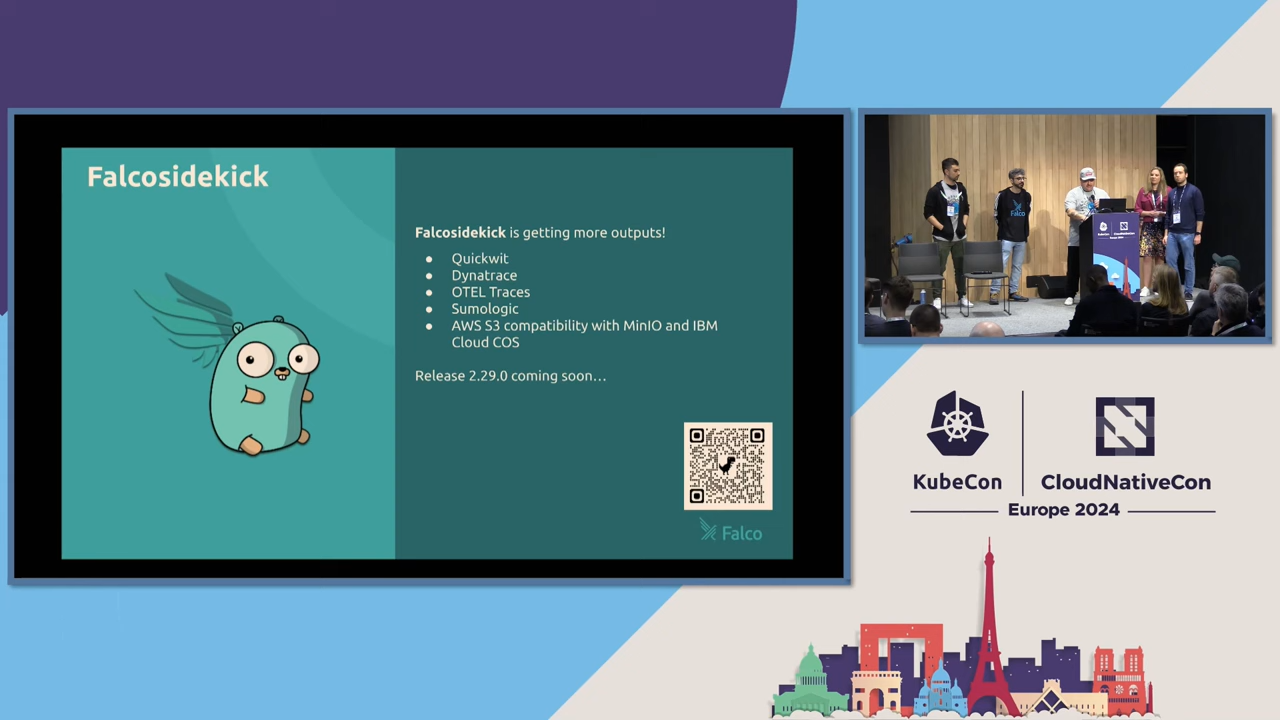 Falcosidekick
Falcosidekick is getting more outputs!
● Quickwit
● Dynatrace
● OTEL Traces
● Sumologic
● AWS S3 compatibility with MinIO and IBM
Cloud COS
Release 2.29.0 coming soon...
Falco
Falco
KubeCon
CloudNativeCon
Europe 2024